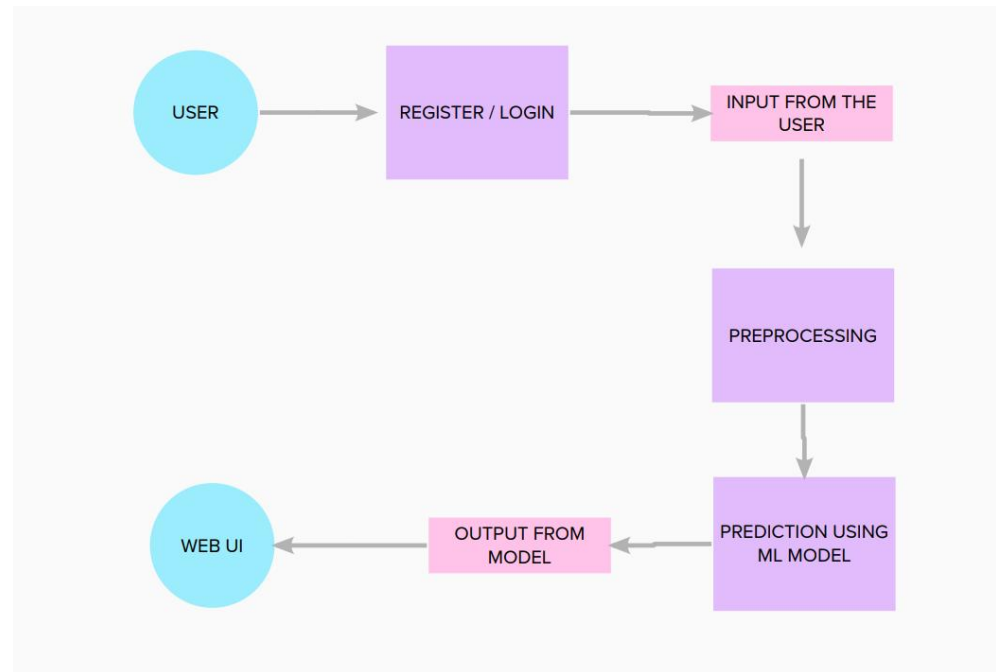 USER
REGISTER / LOGIN
INPUT FROM THE
USER
PREPROCESSING
PREDICTION USING
ML MODEL
OUTPUT FROM
MODEL
WEB UI